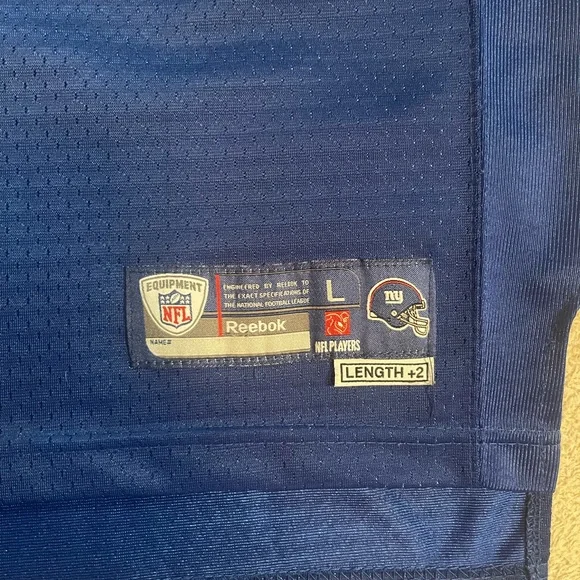 EQUIPMENT
NFL
NAME#
ENGINEERED BY REEBOK TO
THE EXACT SPECIFICATIONS OF
THE NATIONAL FOOTBALL LEAGUE
Reebok
L
NFL PLAYERS
ny
LENGTH +2